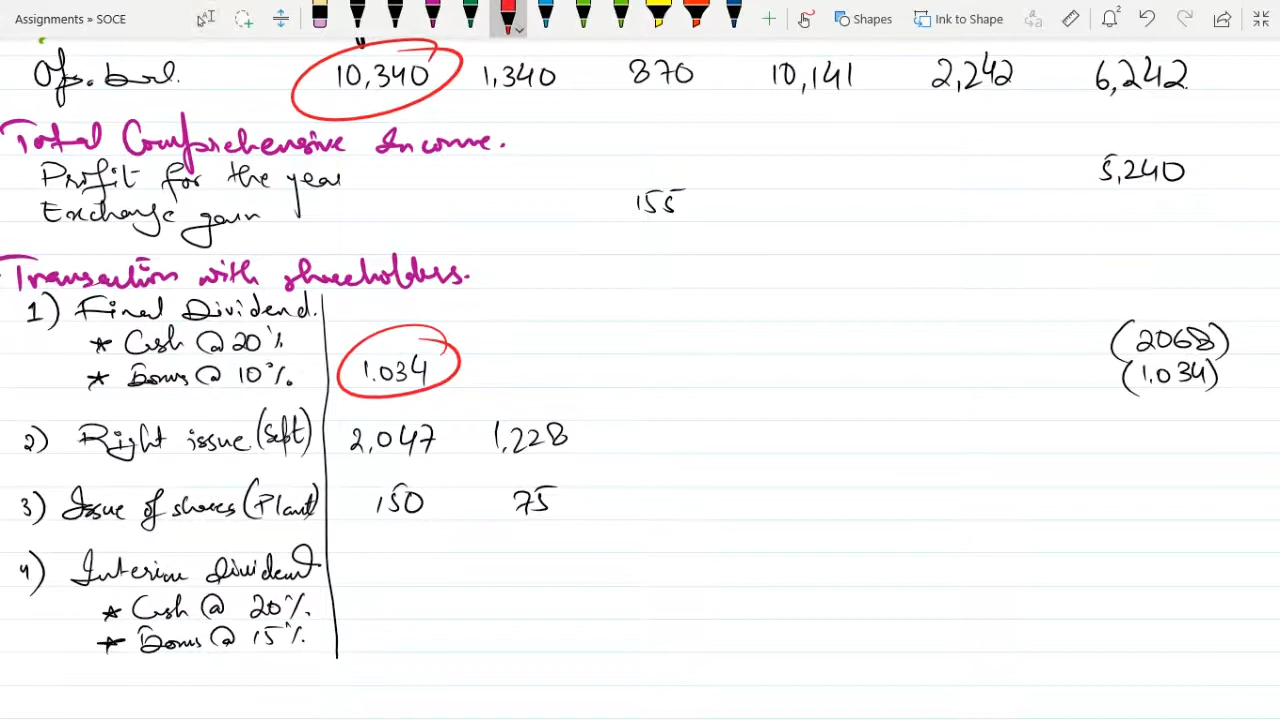 Assignments » SOCE Shapes Ink to Shape
Op. bal. 10,340 1,340 870 10,141 2,242 6,242
Total Comprehensive Income.
Profit for the year 5,240
Exchange gain 155
Transaction with shareholders.
1) Final Dividend.
* Cash @ 20% (2068)
* Bonus @ 10%. 1.034 (1.034)
2) Right issue (Sept) 2,047 1,228
3) Issue of shares (Plant) 150 75
4) Interim dividend
* Cash @ 20%.
* Bonus @ 15%.